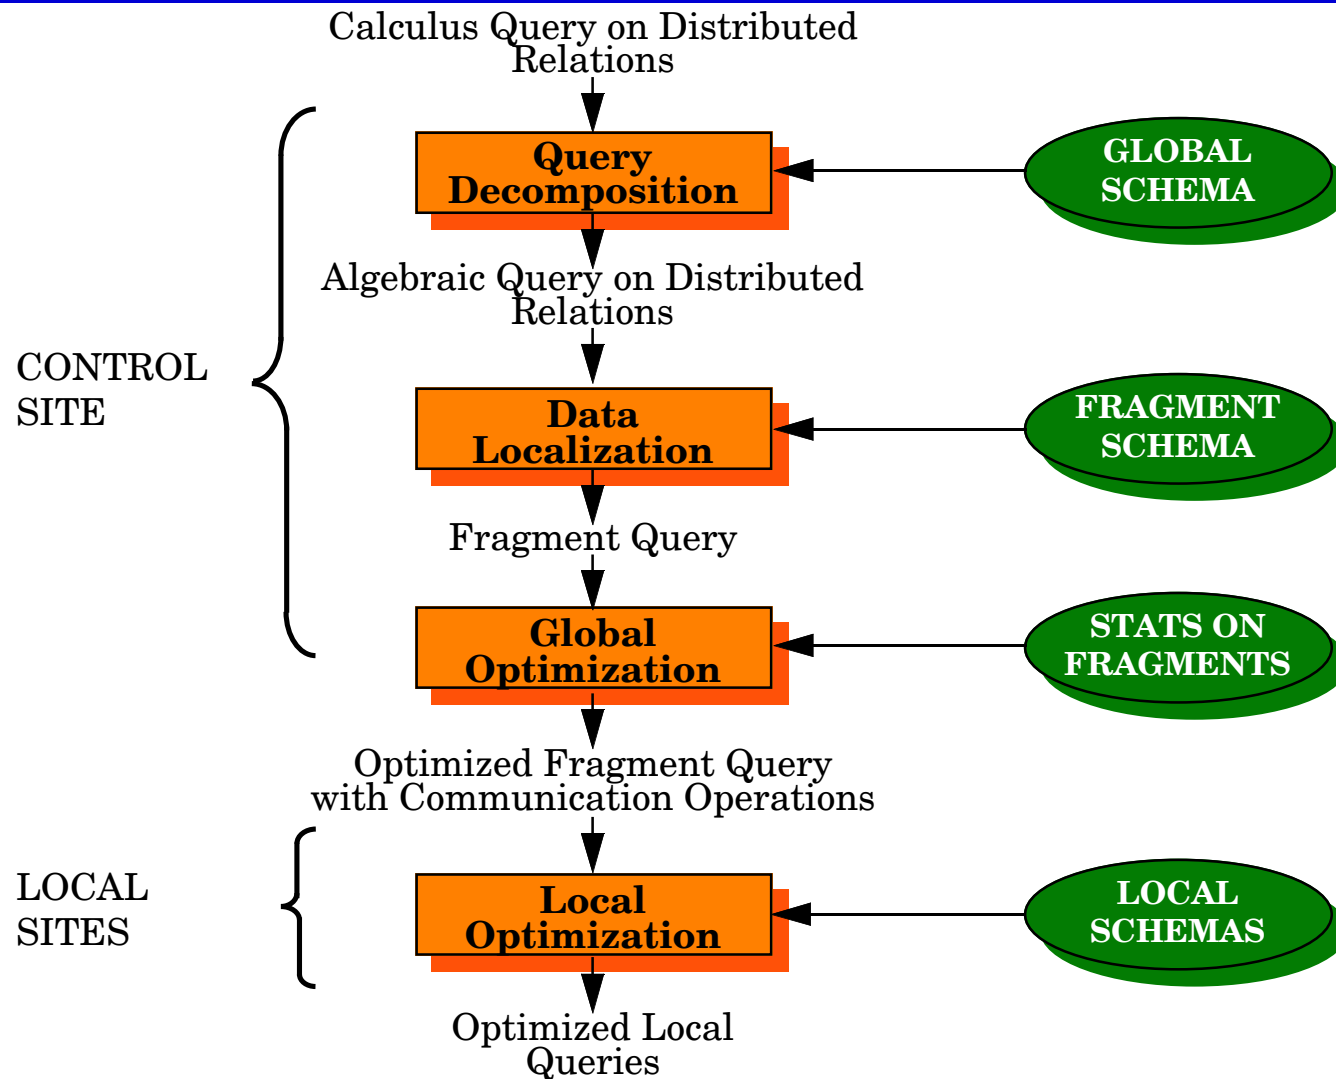 Calculus Query on Distributed
Relations
Query
Decomposition
GLOBAL
SCHEMA
Algebraic Query on Distributed
Relations
CONTROL
SITE
Data
Localization
FRAGMENT
SCHEMA
Fragment Query
Global
Optimization
STATS ON
FRAGMENTS
Optimized Fragment Query
with Communication Operations
LOCAL
SITES
Local
Optimization
LOCAL
SCHEMAS
Optimized Local
Queries